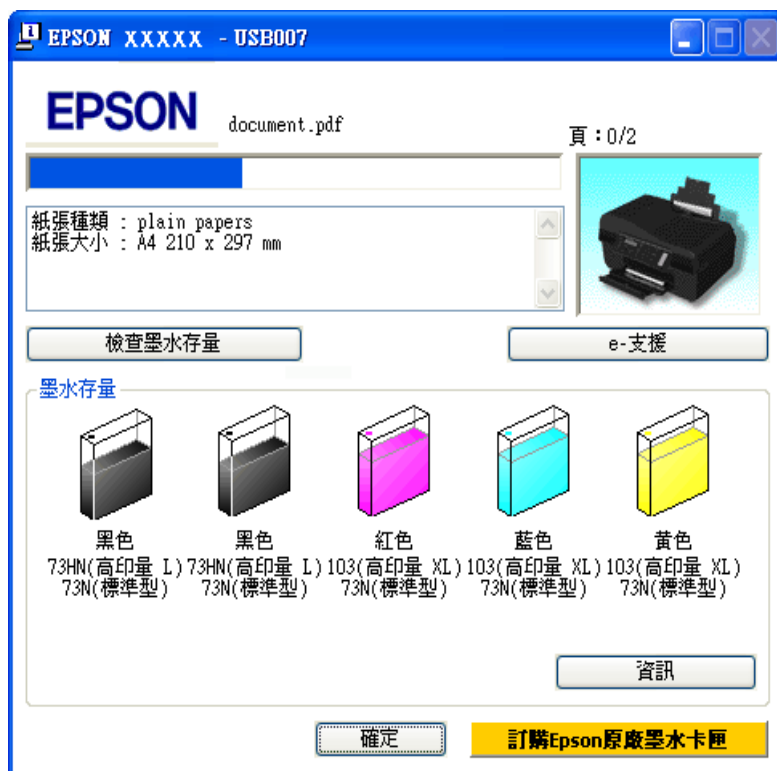 EPSON XXXXX - USB007
EPSON document.pdf
頁：0/2
紙張種類 : plain papers
紙張大小 : A4 210 x 297 mm
檢查墨水存量 e-支援
墨水存量
黑色 黑色 紅色 藍色 黃色
73HN(高印量 L) 73HN(高印量 L) 103(高印量 XL) 103(高印量 XL) 103(高印量 XL)
73N(標準型) 73N(標準型) 73N(標準型) 73N(標準型) 73N(標準型)
資訊
確定 訂購Epson原廠墨水卡匣